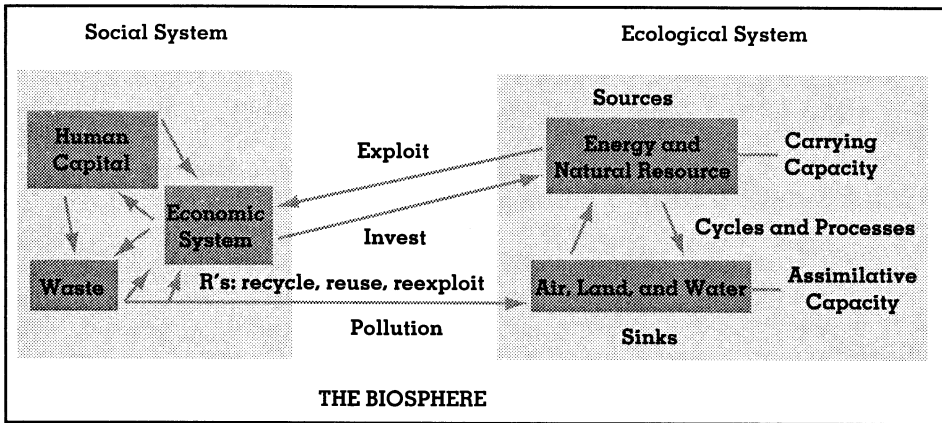 Social System
Ecological System
Sources
Human
Capital
Exploit
Energy and
Natural Resource
Carrying
Capacity
Economic
System
Invest
Cycles and Processes
Waste
R's: recycle, reuse, reexploit
Air, Land, and Water
Assimilative
Capacity
Pollution
Sinks
THE BIOSPHERE